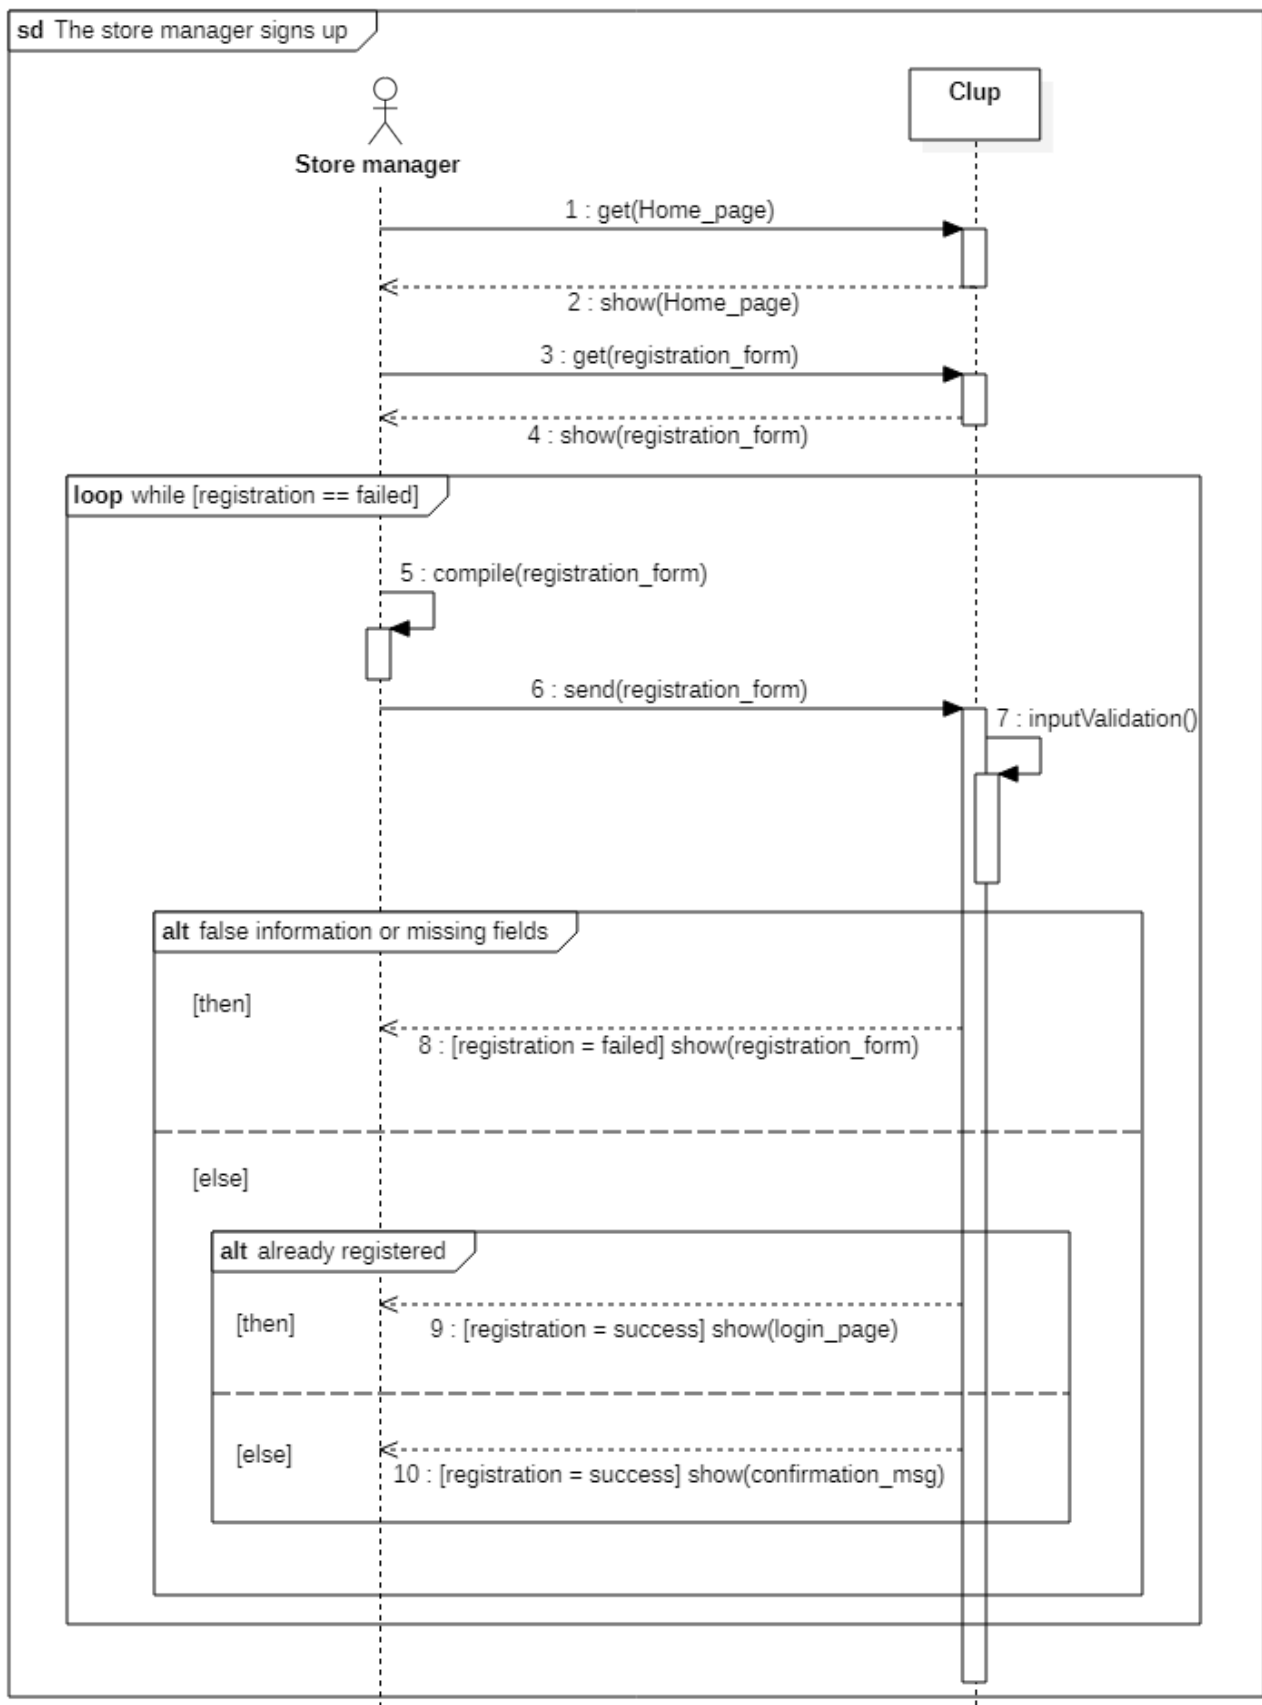 sd The store manager signs up
Clup
Store manager
1 : get(Home_page)
2 : show(Home_page)
3 : get(registration_form)
4 : show(registration_form)
loop while [registration == failed]
5 : compile(registration_form)
6 : send(registration_form)
7 : inputValidation()
alt false information or missing fields
[then]
8 : [registration = failed] show(registration_form)
[else]
alt already registered
[then]
9 : [registration = success] show(login_page)
[else]
10 : [registration = success] show(confirmation_msg)